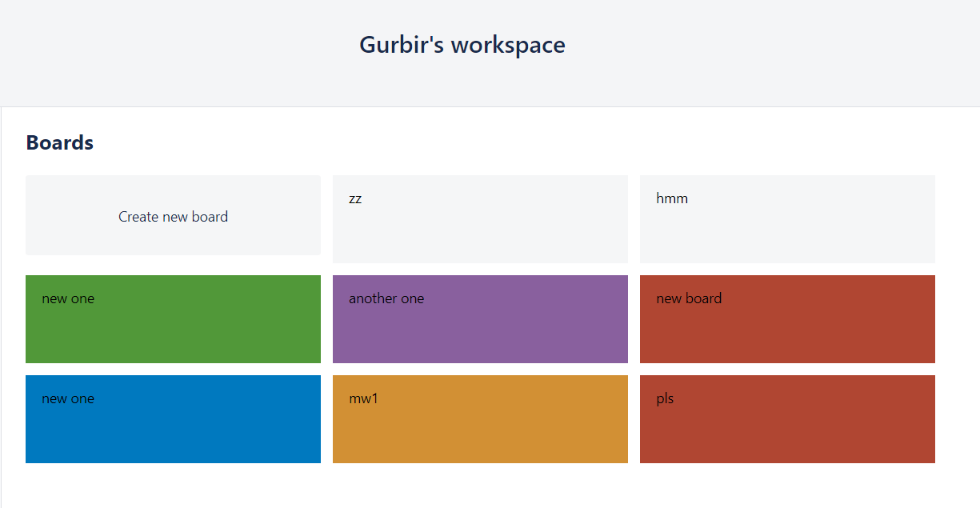 Gurbir's workspace
Boards
Create new board
zz
hmm
new one
another one
new board
new one
mw1
pls